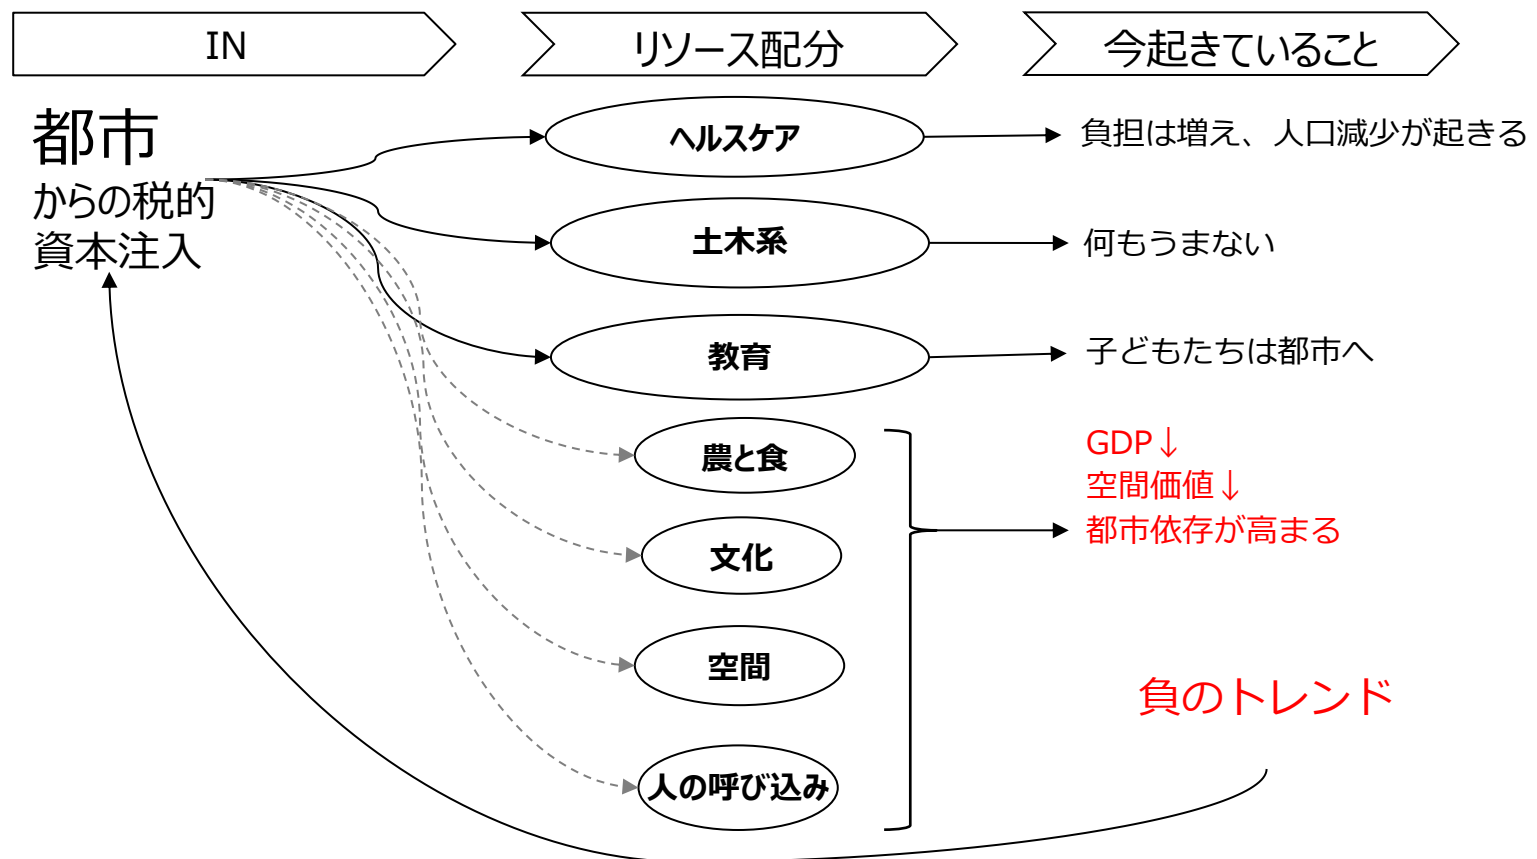 IN
リソース配分
今起きていること
都市
からの税的
資本注入
ヘルスケア
負担は増え、人口減少が起きる
土木系
何もうまない
教育
子どもたちは都市へ
農と食
文化
空間
人の呼び込み
GDP↓
空間価値↓
都市依存が高まる
負のトレンド